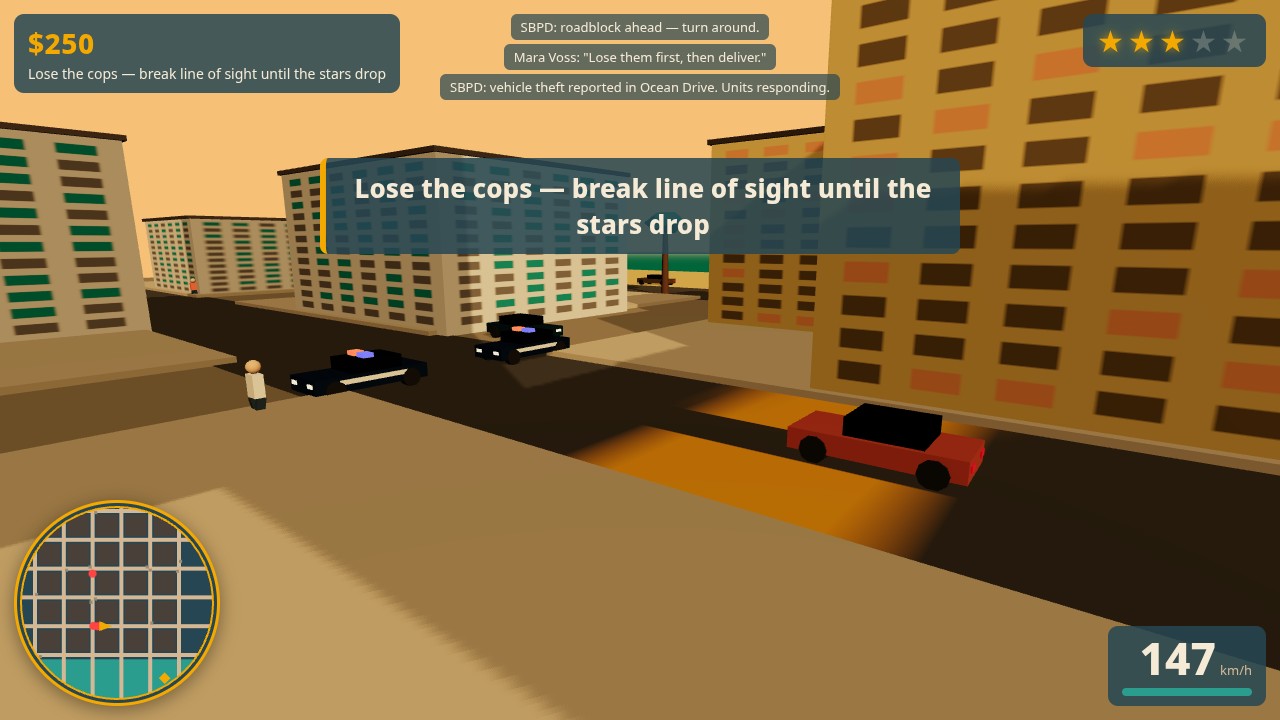 $250
Lose the cops — break line of sight until the stars drop
SBPD: roadblock ahead — turn around.
Mara Voss: "Lose them first, then deliver."
SBPD: vehicle theft reported in Ocean Drive. Units responding.
Lose the cops — break line of sight until the
stars drop
147 km/h